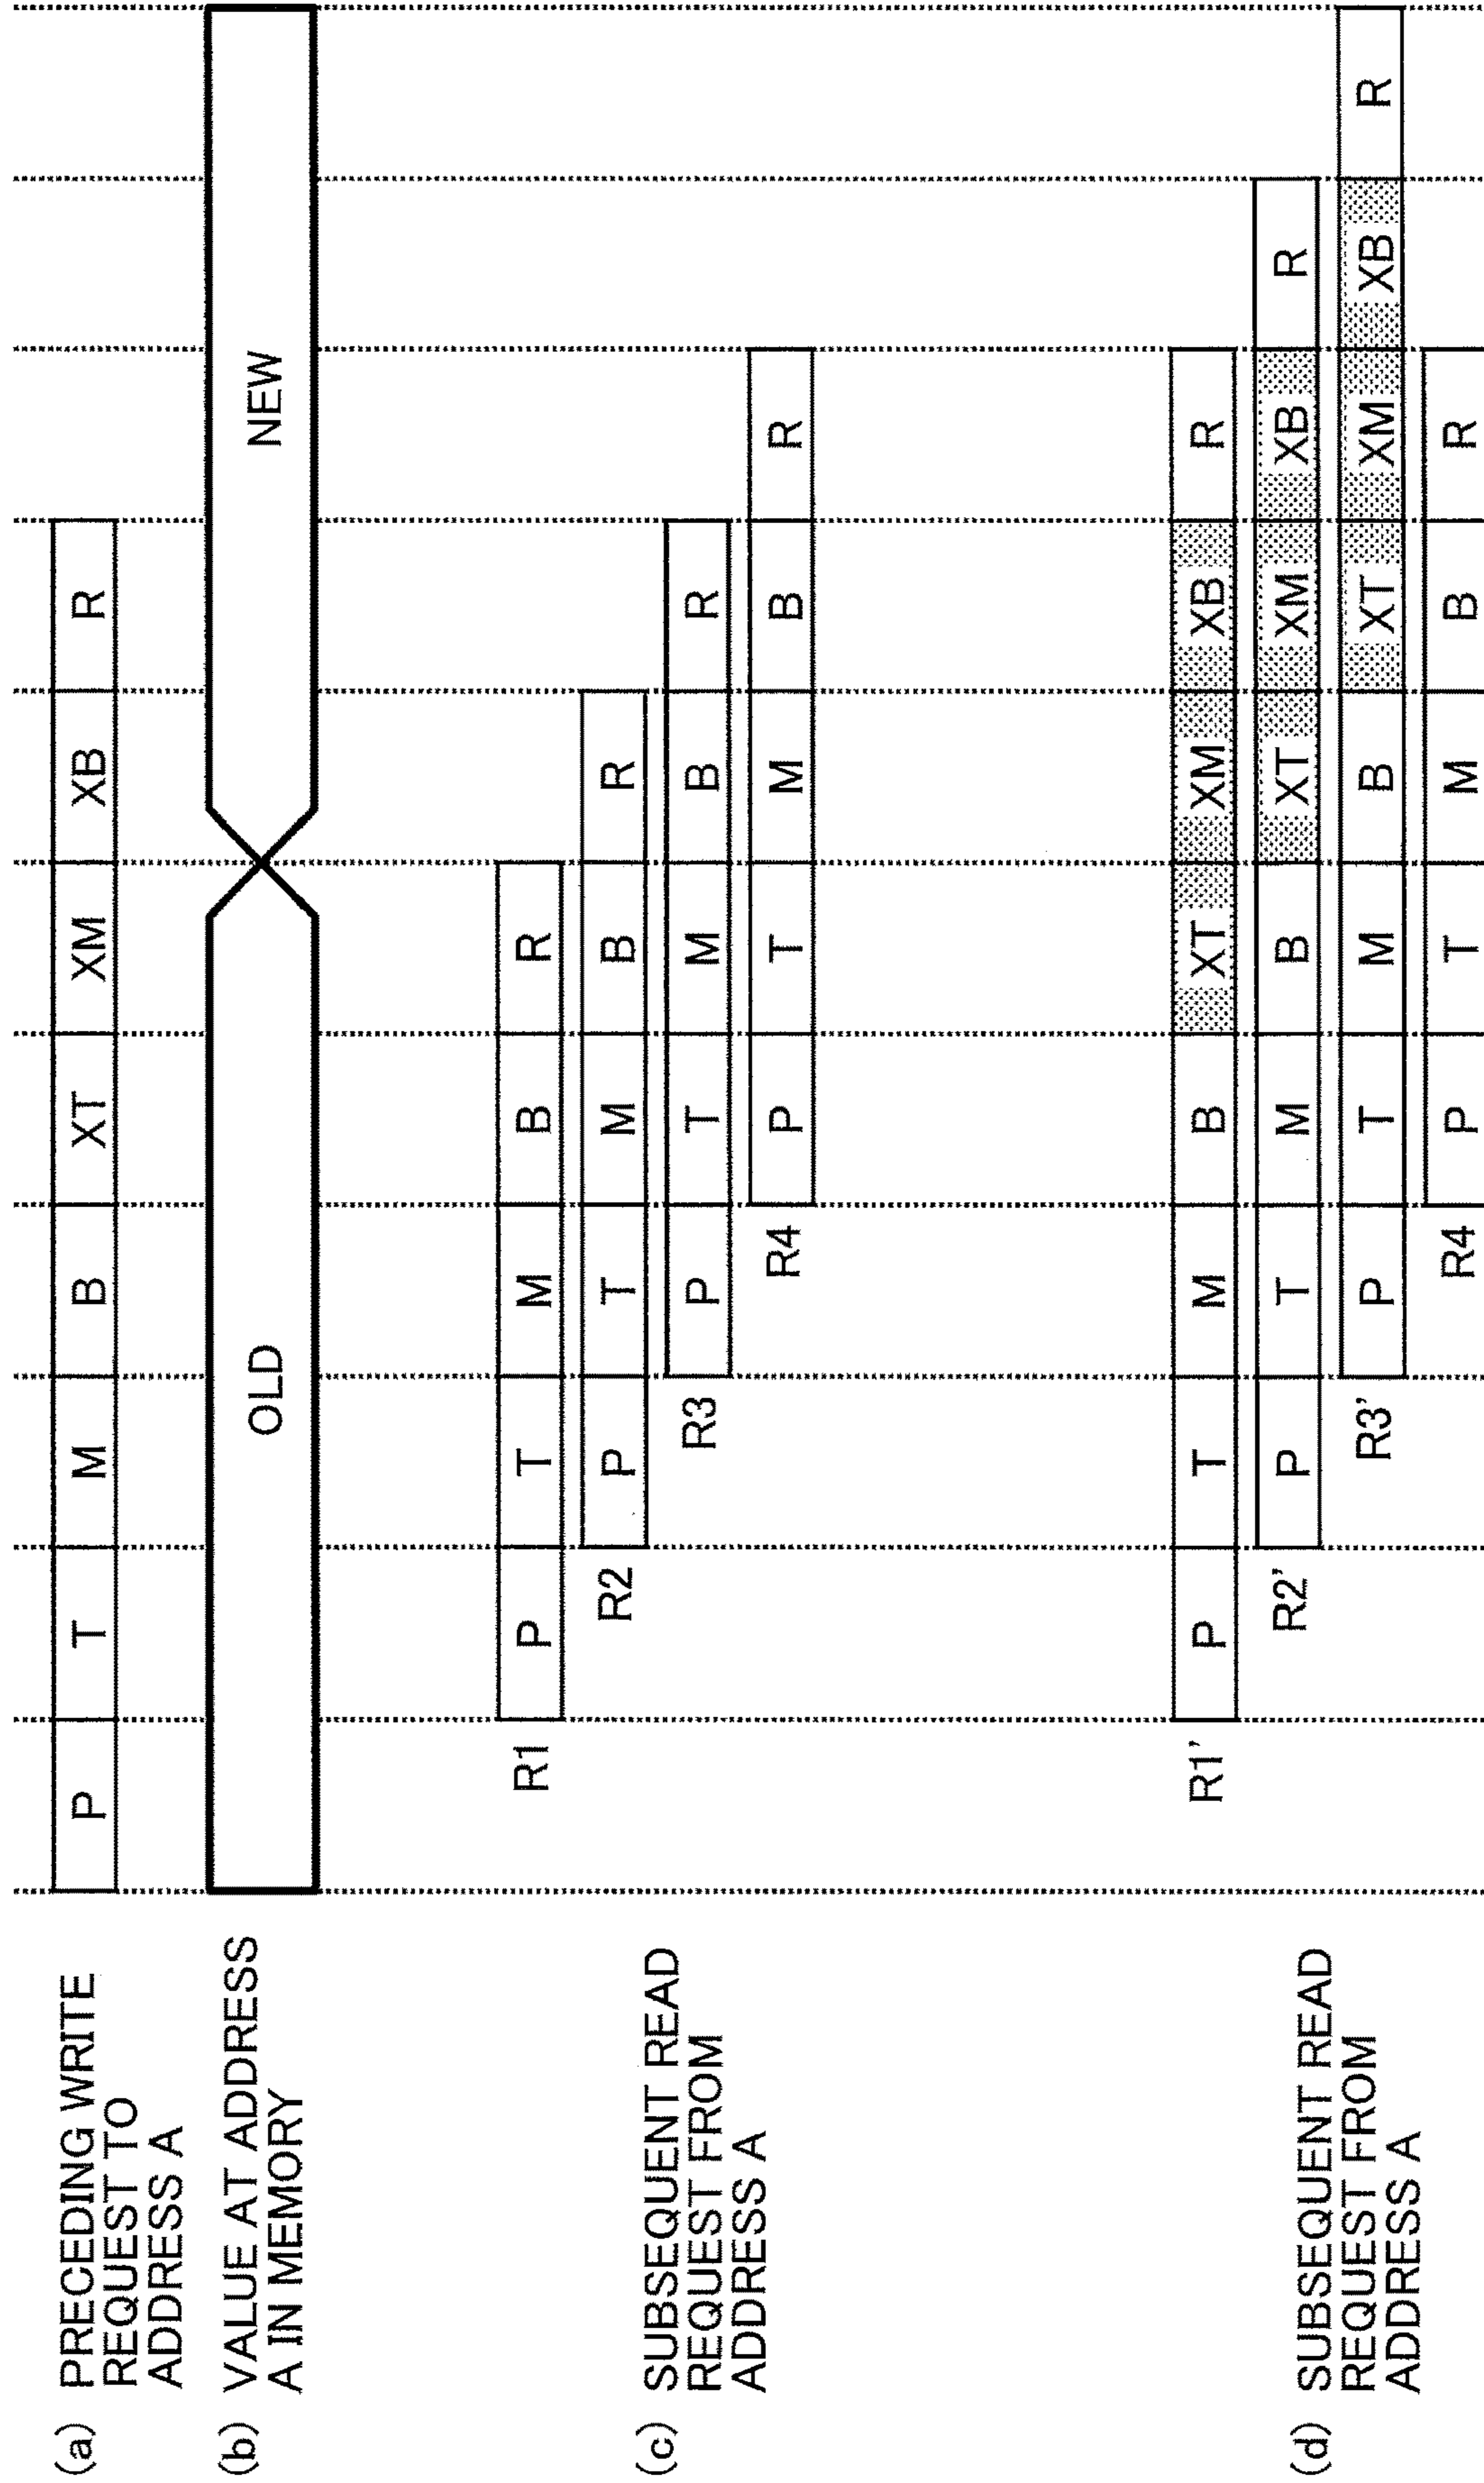 (a) PRECEDING WRITE
REQUEST TO
ADDRESS A
P T M B XT XM XB R
(b) VALUE AT ADDRESS
A IN MEMORY
OLD NEW
(c) SUBSEQUENT READ
REQUEST FROM
ADDRESS A
R1 P T M B R
R2 P T M B R
R3 P T M B R
R4 P T M B R
(d) SUBSEQUENT READ
REQUEST FROM
ADDRESS A
R1' P T M B XT XM XB R
R2' P T M B XT XM XB R
R3' P T M B XT XM XB R
R4 P T M B R